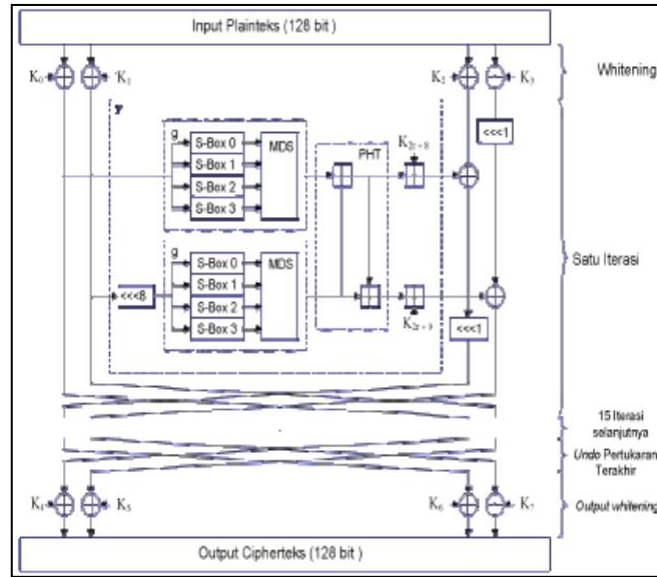 Input Plainteks (128 bit )
K0 K1 K2 K3
Whitening
F
<<<1
g
S-Box 0
S-Box 1
S-Box 2
S-Box 3
MDS
PHT
K2r+8
Satu Iterasi
<<<8
g
S-Box 0
S-Box 1
S-Box 2
S-Box 3
MDS
K2r+9
<<<1
15 Iterasi
selanjutnya
Undo Pertukaran
Terakhir
K4 K5 K6 K7
Output whitening
Output Cipherteks (128 bit )